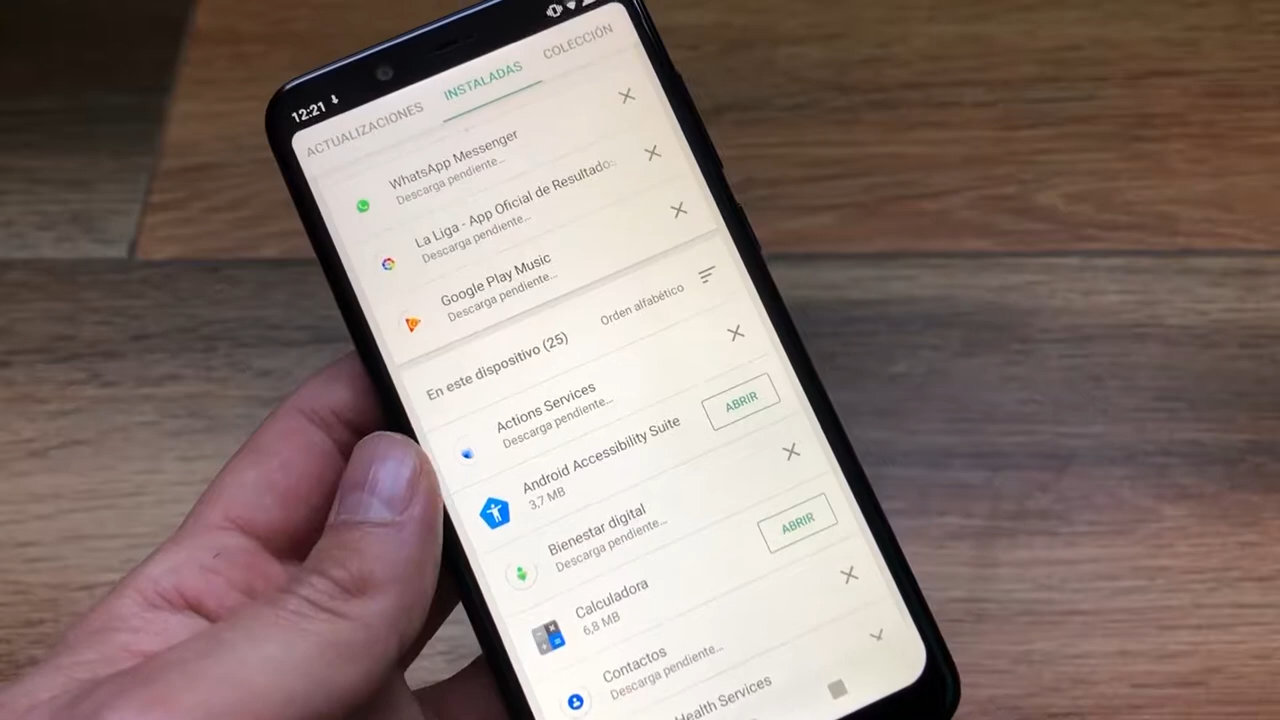 12:21
ACTUALIZACIONES
INSTALADAS
COLECCIÓN
WhatsApp Messenger
Descarga pendiente...
La Liga - App Oficial de Resultado
Descarga pendiente...
Google Play Music
Descarga pendiente...
En este dispositivo (25)
Orden alfabético
Actions Services
Descarga pendiente...
Android Accessibility Suite
3,7 MB
ABRIR
Bienestar digital
Descarga pendiente...
Calculadora
6,8 MB
ABRIR
Contactos
Descarga pendiente...
Health Services